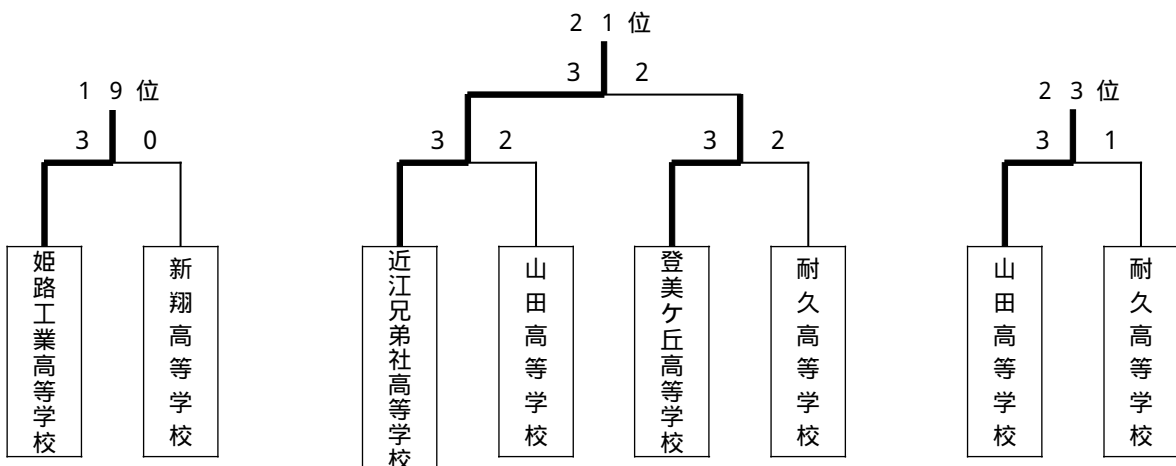 21位
3 2
19位
23位
3 0
3 2
3 2
3 1
姫路工業高等学校
新翔高等学校
近江兄弟社高等学校
山田高等学校
登美ケ丘高等学校
耐久高等学校
山田高等学校
耐久高等学校